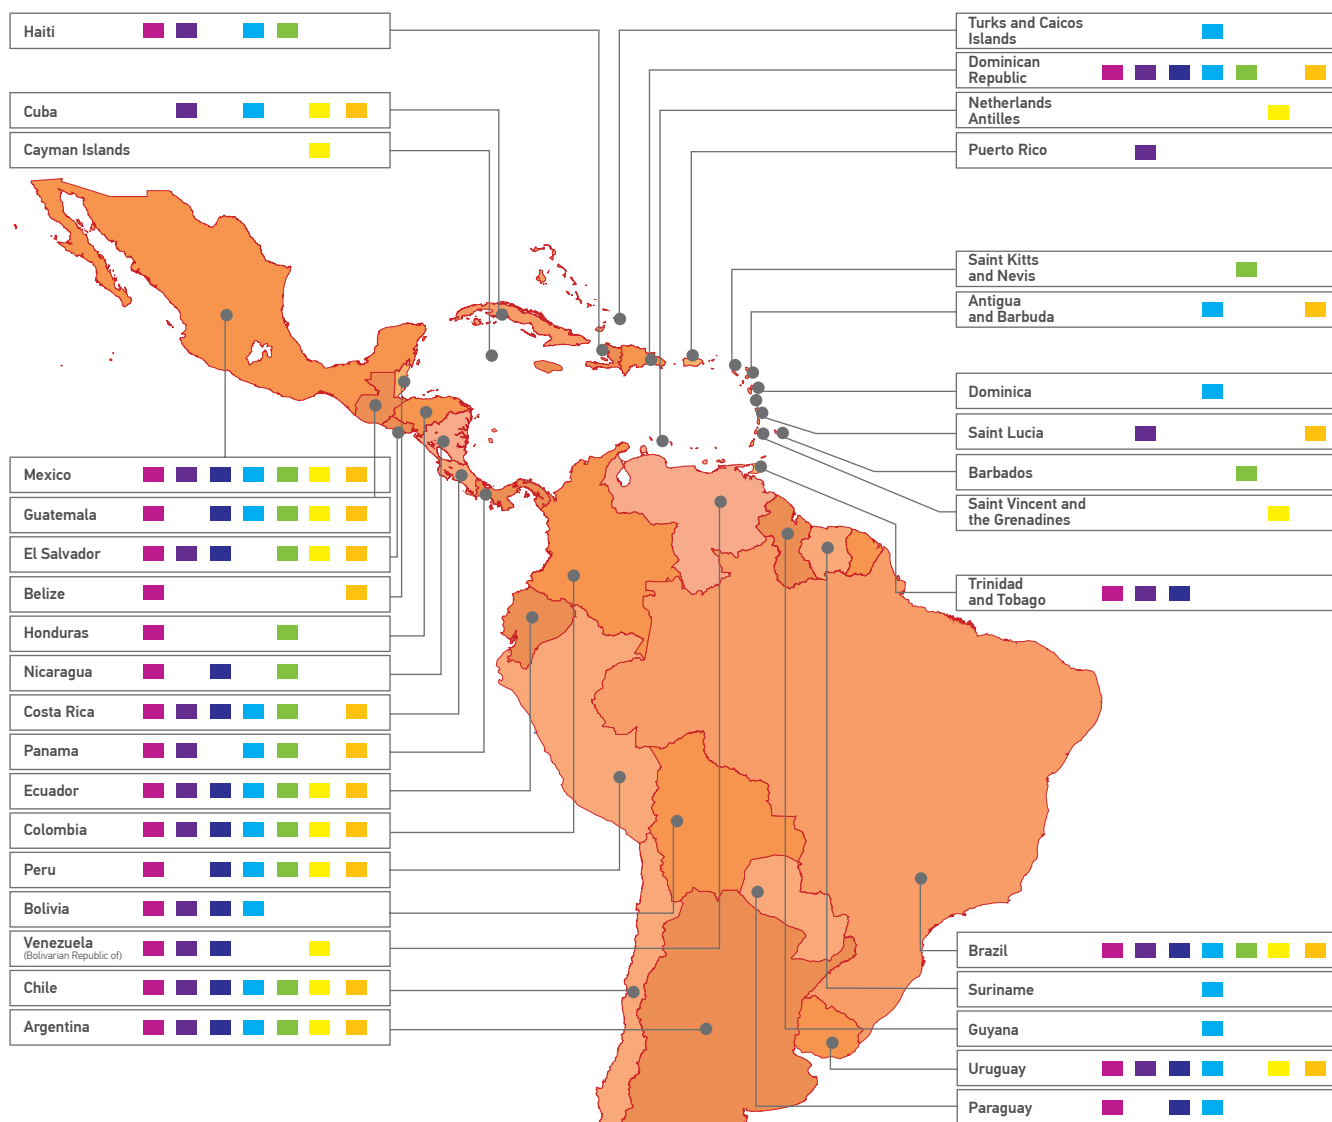 Haiti
Cuba
Cayman Islands
Mexico
Guatemala
El Salvador
Belize
Honduras
Nicaragua
Costa Rica
Panama
Ecuador
Colombia
Peru
Bolivia
Venezuela
(Bolivarian Republic of)
Chile
Argentina
Turks and Caicos
Islands
Dominican
Republic
Netherlands
Antilles
Puerto Rico
Saint Kitts
and Nevis
Antigua
and Barbuda
Dominica
Saint Lucia
Barbados
Saint Vincent and
the Grenadines
Trinidad
and Tobago
Brazil
Suriname
Guyana
Uruguay
Paraguay